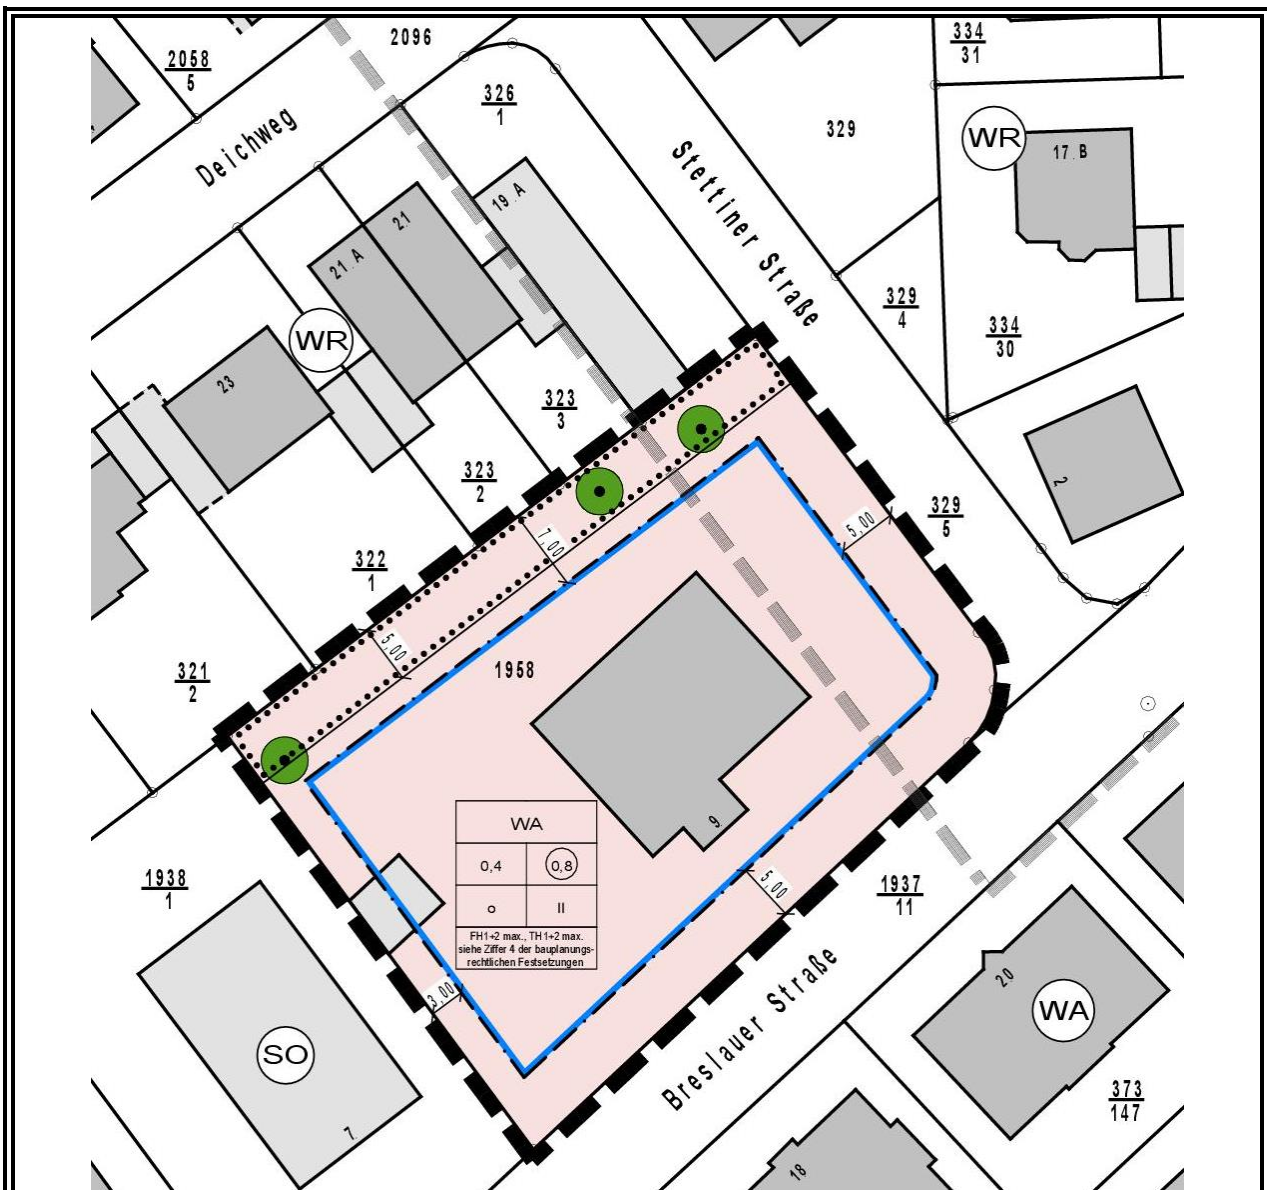 2058
5
2096
334
31
326
1
Deichweg
329
WR
17 B
Stettiner Straße
19 A
21
21 A
329
4
334
30
WR
23
323
3
323
2
2
329
5
5,00
7,00
322
1
5,00
321
2
1958
9
WA
0,4
0,8
o
II
FH1+2 max., TH1+2 max.
siehe Ziffer 4 der bauplanungs-
rechtlichen Festsetzungen
1938
1
5,00
1937
11
3,00
Breslauer Straße
20
WA
SO
7
373
147
18